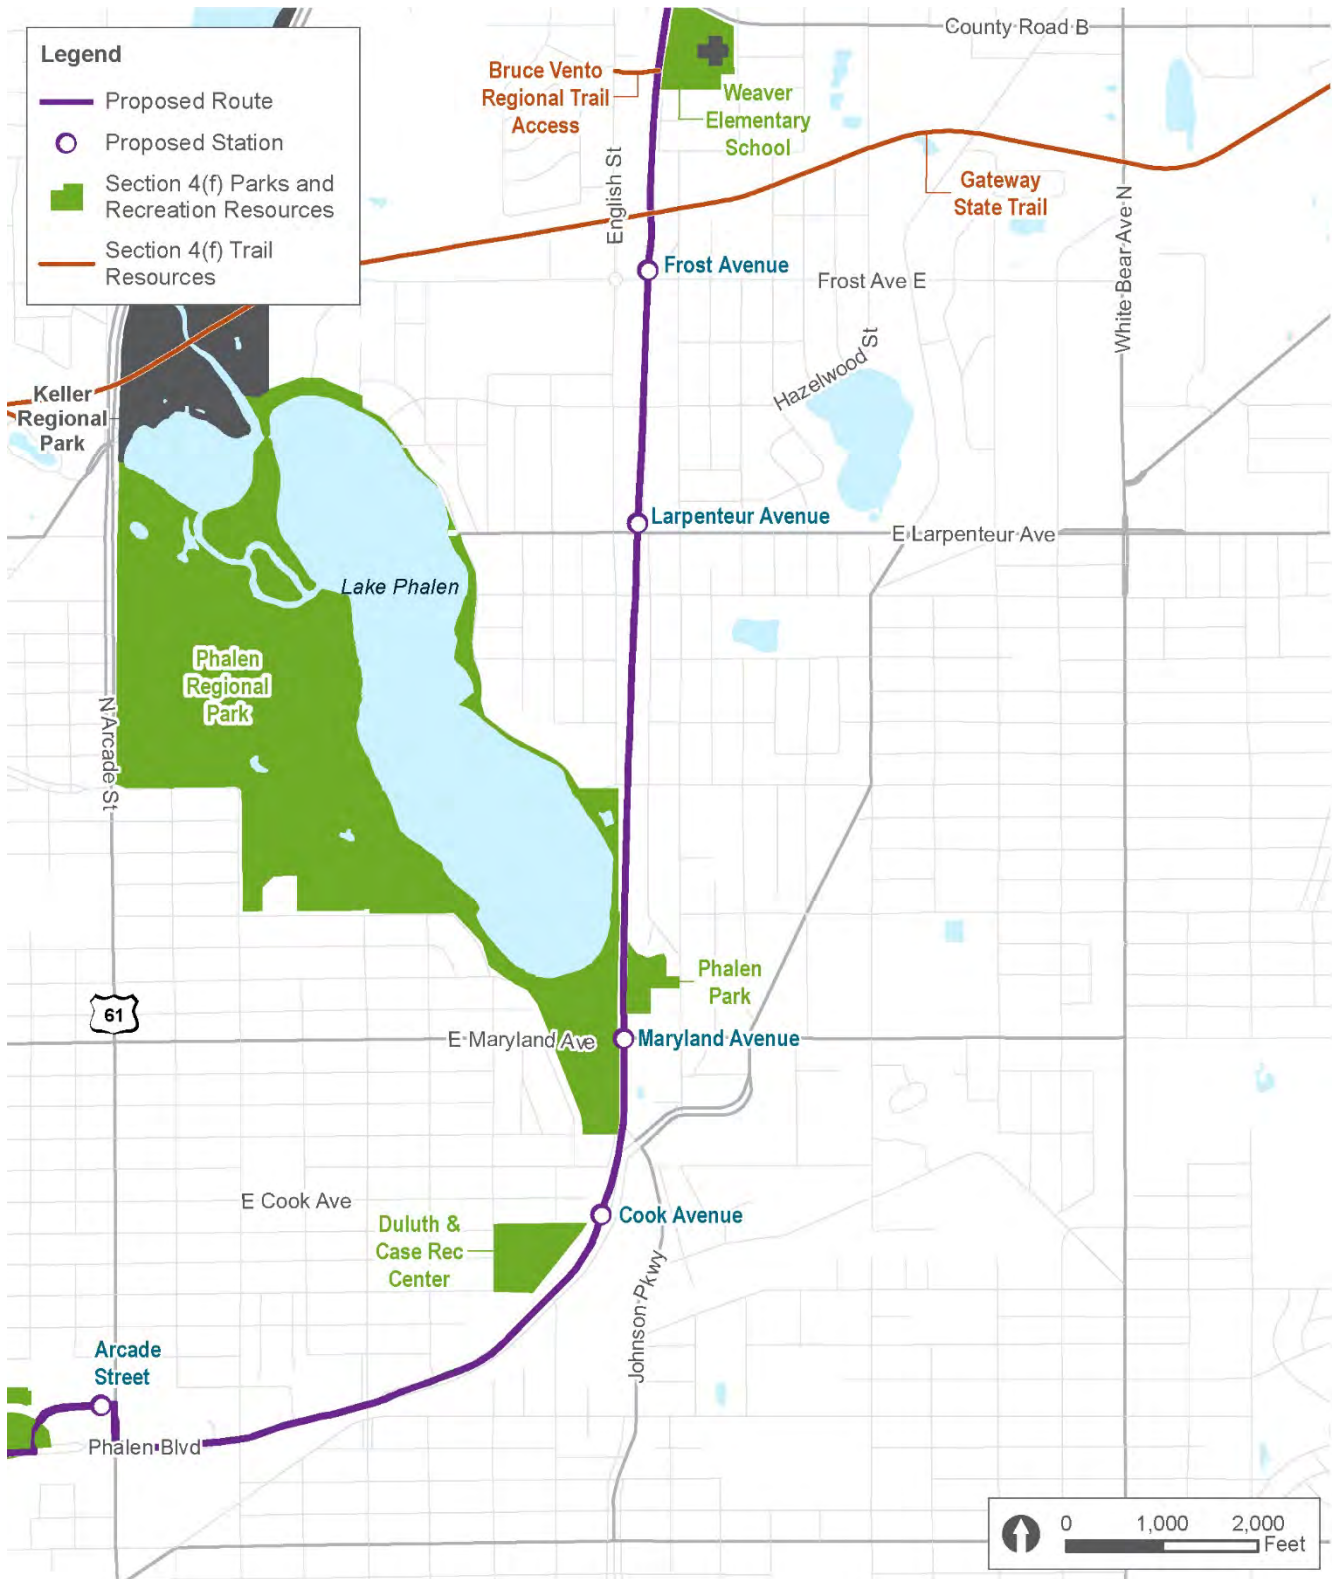 Legend
Proposed Route
Proposed Station
Section 4(f) Parks and
Recreation Resources
Section 4(f) Trail
Resources
County Road B
Bruce Vento
Regional Trail
Access
Weaver
Elementary
School
English St
Gateway
State Trail
White Bear Ave N
Frost Avenue
Frost Ave E
Hazelwood St
Keller
Regional
Park
Larpenteur Avenue
E Larpenteur Ave
Lake Phalen
Phalen
Regional
Park
N Arcade St
Phalen
Park
61
E Maryland Ave
Maryland Avenue
E Cook Ave
Cook Avenue
Duluth &
Case Rec
Center
Johnson Pkwy
Arcade
Street
Phalen Blvd
0 1,000 2,000
Feet